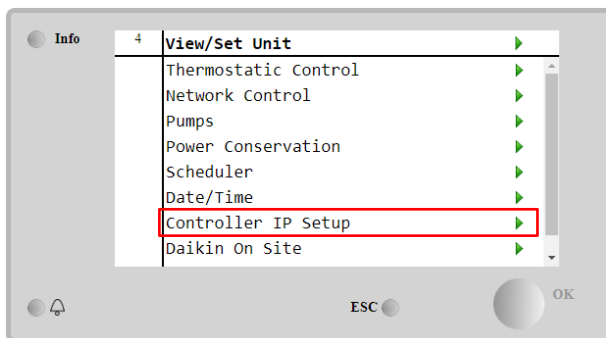 Info
4
View/Set Unit
Thermostatic Control
Network Control
Pumps
Power Conservation
Scheduler
Date/Time
Controller IP Setup
Daikin On Site
ESC
OK